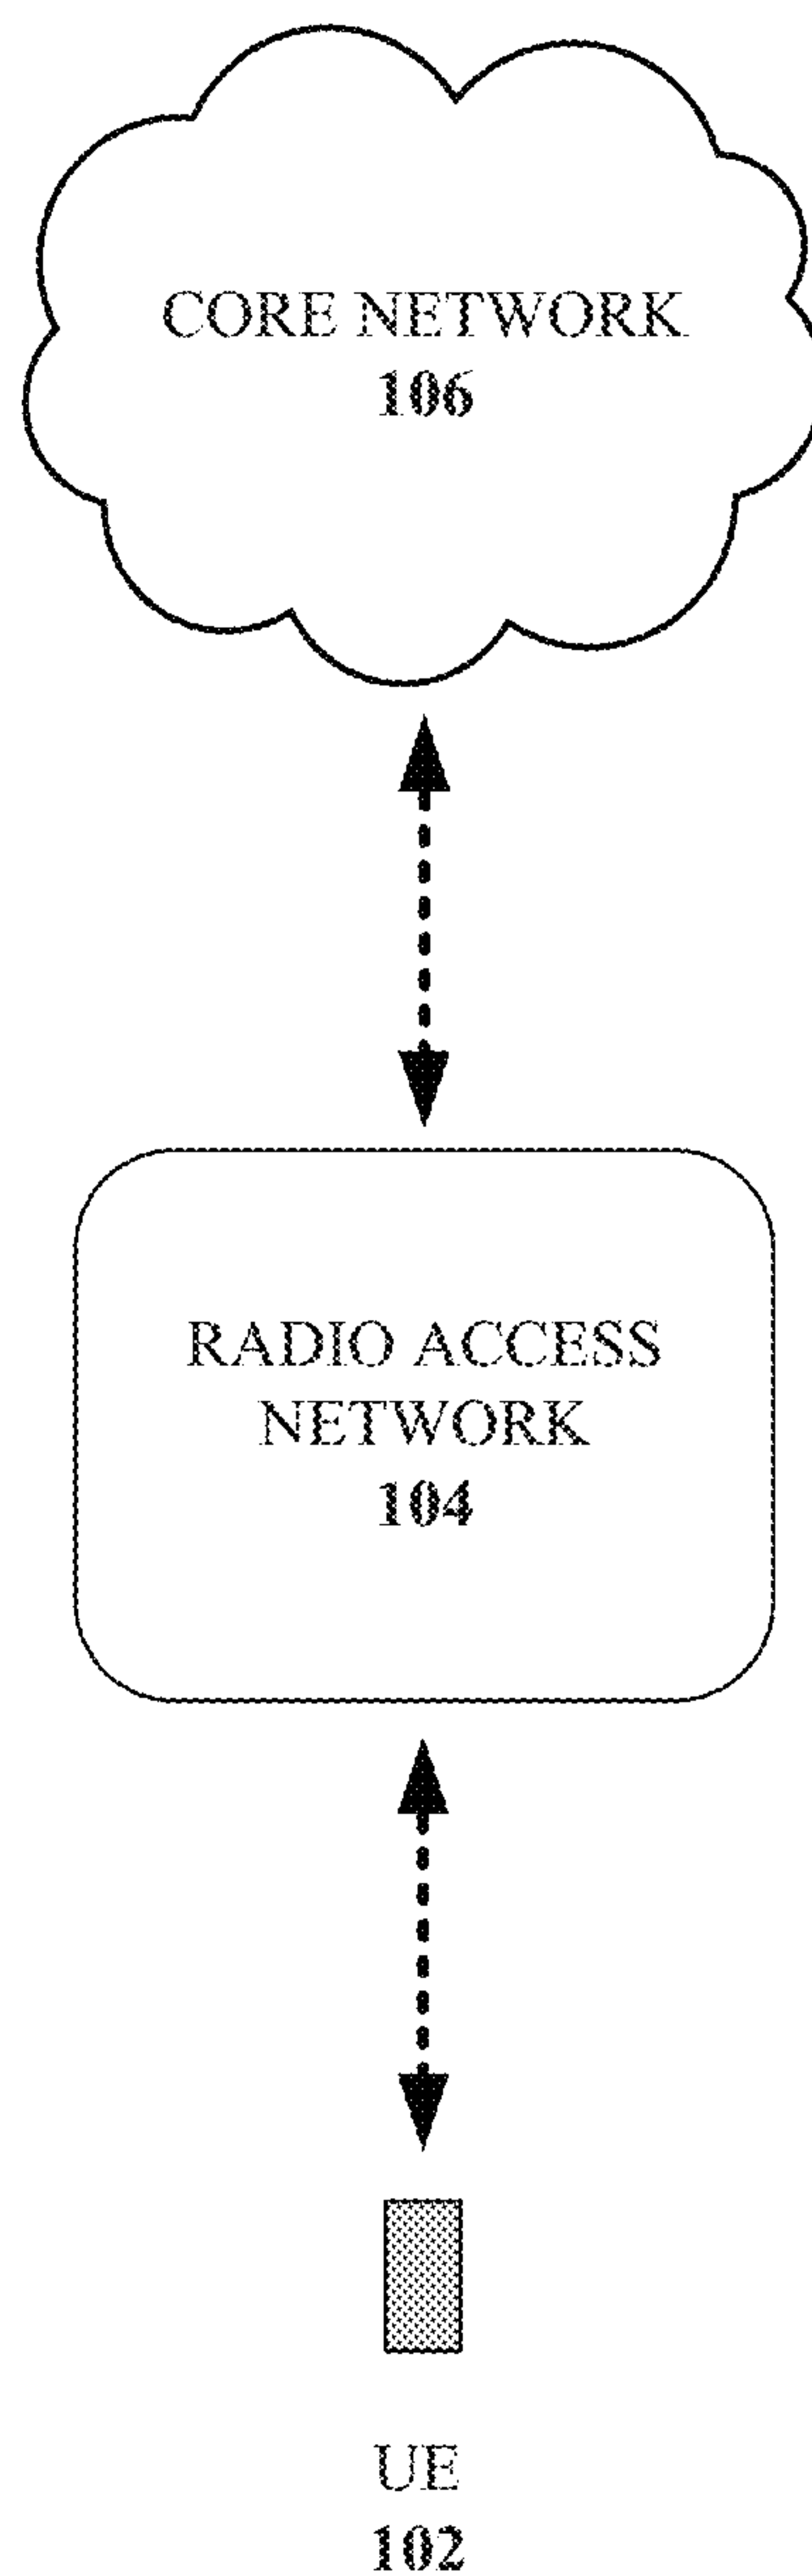 CORE NETWORK
106
RADIO ACCESS
NETWORK
104
UE
102